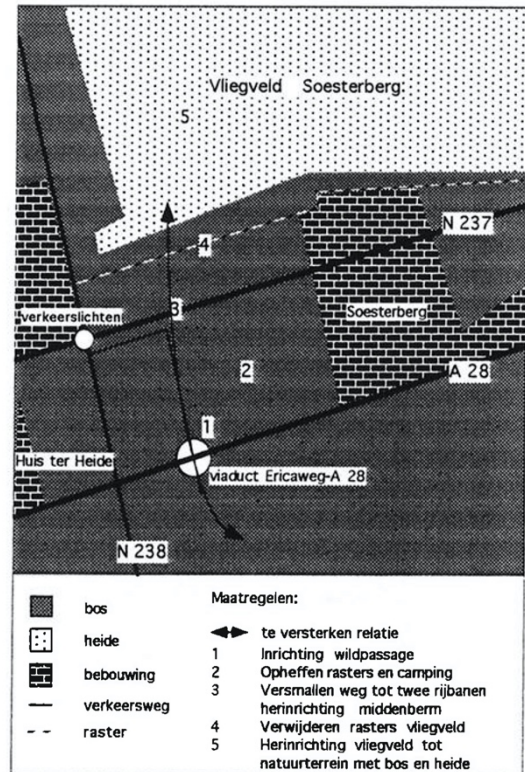 Vliegveld Soesterberg:
5
N 237
4
verkeerslichten
3
Soesterberg
2
A 28
1
Huis ter Heide
viaduct Ericaweg-A 28
N 238
bos
heide
bebouwing
verkeersweg
raster
Maatregelen:
te versterken relatie
1 Inrichting wildpassage
2 Opheffen rasters en camping
3 Versmallen weg tot twee rijbanen
herinrichting middenberm
4 Verwijderen rasters vliegveld
5 Herinrichting vliegveld tot
natuurterrein met bos en heide